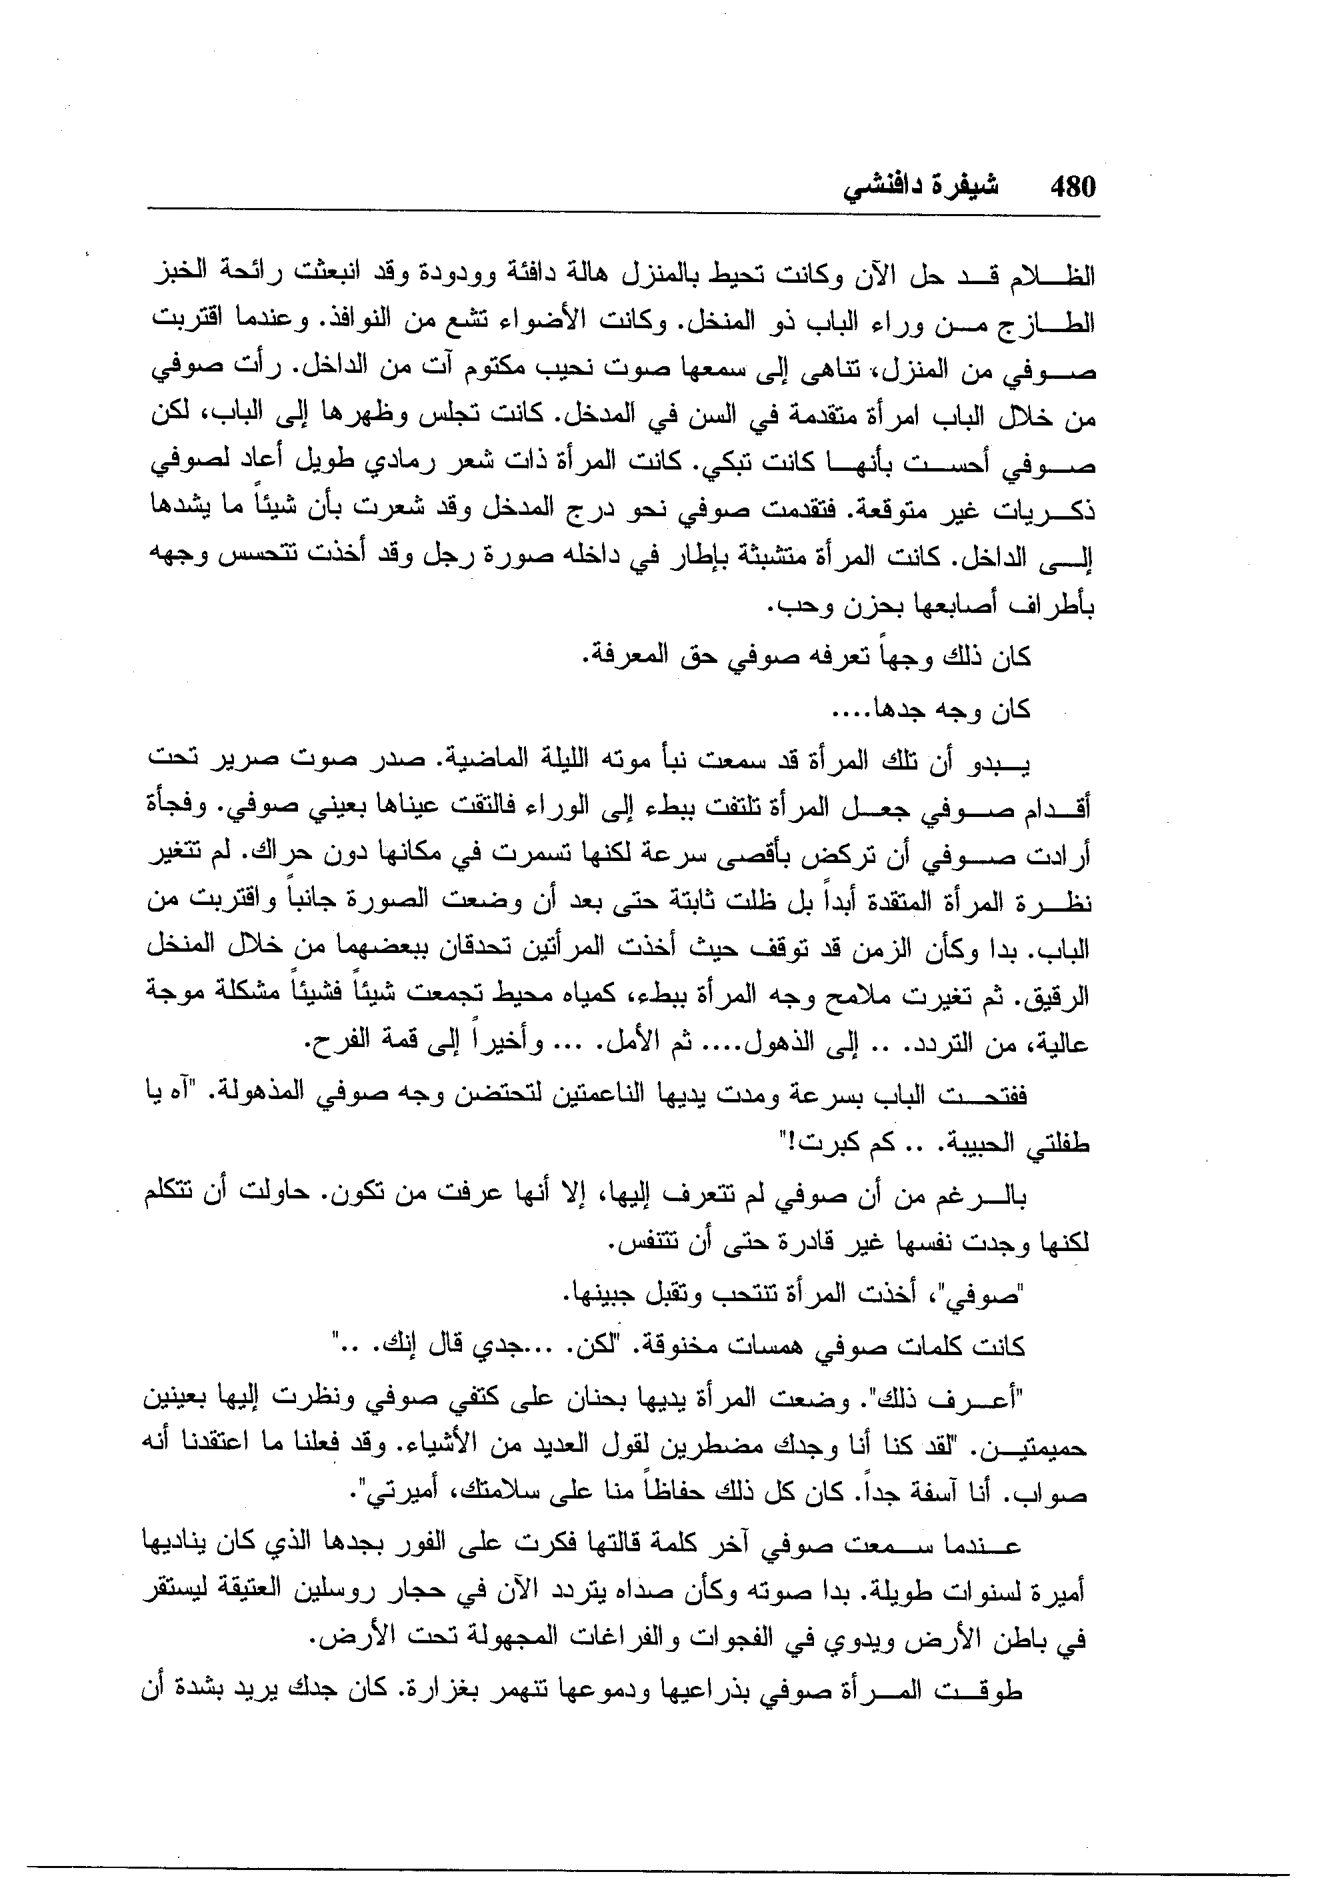 480 شيفرة دافنشي
الظلام قد حل الآن وكانت تحيط بالمنزل هالة دافئة وودودة وقد انبعثت رائحة الخبز
الطازج من وراء الباب ذو المنخل. وكانت الأضواء تشع من النوافذ. وعندما اقتربت
صوفي من المنزل، تناهى إلى سمعها صوت نحيب مكتوم آت من الداخل. رأت صوفي
من خلال الباب امرأة متقدمة في السن في المدخل. كانت تجلس وظهرها إلى الباب، لكن
صوفي أحست بأنها كانت تبكي. كانت المرأة ذات شعر رمادي طويل أعاد لصوفي
ذكريات غير متوقعة. فتقدمت صوفي نحو درج المدخل وقد شعرت بأن شيئاً ما يشدها
إلى الداخل. كانت المرأة متشبثة بإطار في داخله صورة رجل وقد أخذت تتحسس وجهه
بأطراف أصابعها بحزن وحب.
كان ذلك وجهاً تعرفه صوفي حق المعرفة.
كان وجه جدها....
يبدو أن تلك المرأة قد سمعت نبأ موته الليلة الماضية. صدر صوت صرير تحت
أقدام صوفي جعل المرأة تلتفت ببطء إلى الوراء فالتقت عيناها بعيني صوفي. وفجأة
أرادت صوفي أن تركض بأقصى سرعة لكنها تسمرت في مكانها دون حراك. لم تتغير
نظرة المرأة المتقدة أبداً بل ظلت ثابتة حتى بعد أن وضعت الصورة جانباً واقتربت من
الباب. بدا وكأن الزمن قد توقف حيث أخذت المرأتين تحدقان ببعضهما من خلال المنخل
الرقيق. ثم تغيرت ملامح وجه المرأة ببطء، كمياه محيط تجمعت شيئاً فشيئاً مشكلة موجة
عالية، من التردد. .. إلى الذهول.... ثم الأمل. ... وأخيراً إلى قمة الفرح.
ففتحت الباب بسرعة ومدت يديها الناعمتين لتحتضن وجه صوفي المذهولة. "آه يا
طفلتي الحبيبة. .. كم كبرت!"
بالرغم من أن صوفي لم تتعرف إليها، إلا أنها عرفت من تكون. حاولت أن تتكلم
لكنها وجدت نفسها غير قادرة حتى أن تتنفس.
"صوفي"، أخذت المرأة تنتحب وتقبل جبينها.
كانت كلمات صوفي همسات مخنوقة. "لكن. ...جدي قال إنك. .."
"أعرف ذلك". وضعت المرأة يديها بحنان على كتفي صوفي ونظرت إليها بعينين
حميمتين. "لقد كنا أنا وجدك مضطرين لقول العديد من الأشياء. وقد فعلنا ما اعتقدنا أنه
صواب. أنا آسفة جداً. كان كل ذلك حفاظاً منا على سلامتك، أميرتي".
عندما سمعت صوفي آخر كلمة قالتها فكرت على الفور بجدها الذي كان يناديها
أميرة لسنوات طويلة. بدا صوته وكأن صداه يتردد الآن في حجار روسلين العتيقة ليستقر
في باطن الأرض ويدوي في الفجوات والفراغات المجهولة تحت الأرض.
طوقت المرأة صوفي بذراعيها ودموعها تنهمر بغزارة. كان جدك يريد بشدة أن